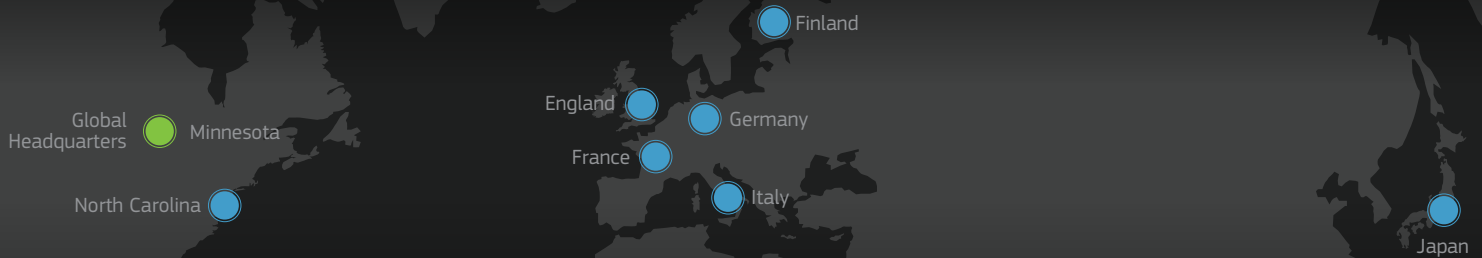 Finland
England
Germany
Global
Headquarters
Minnesota
France
Italy
North Carolina
Japan